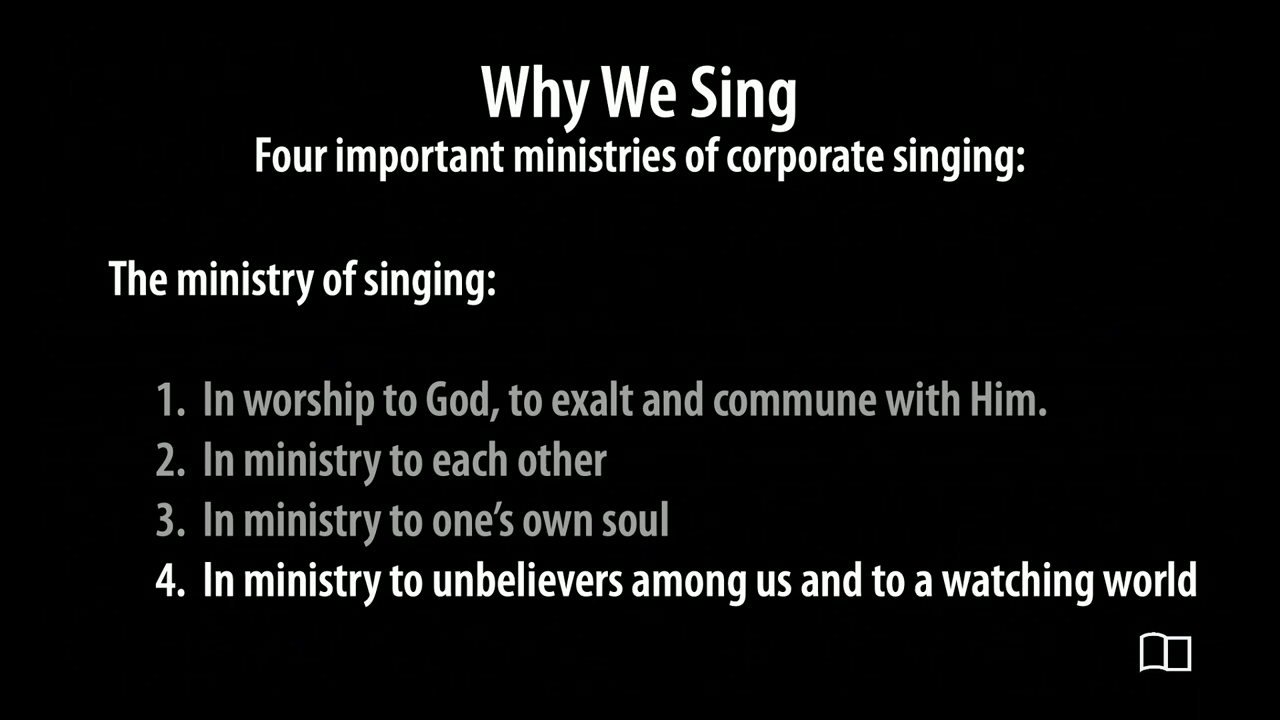 Why We Sing
Four important ministries of corporate singing:
The ministry of singing:
1. In worship to God, to exalt and commune with Him.
2. In ministry to each other
3. In ministry to one’s own soul
4. In ministry to unbelievers among us and to a watching world